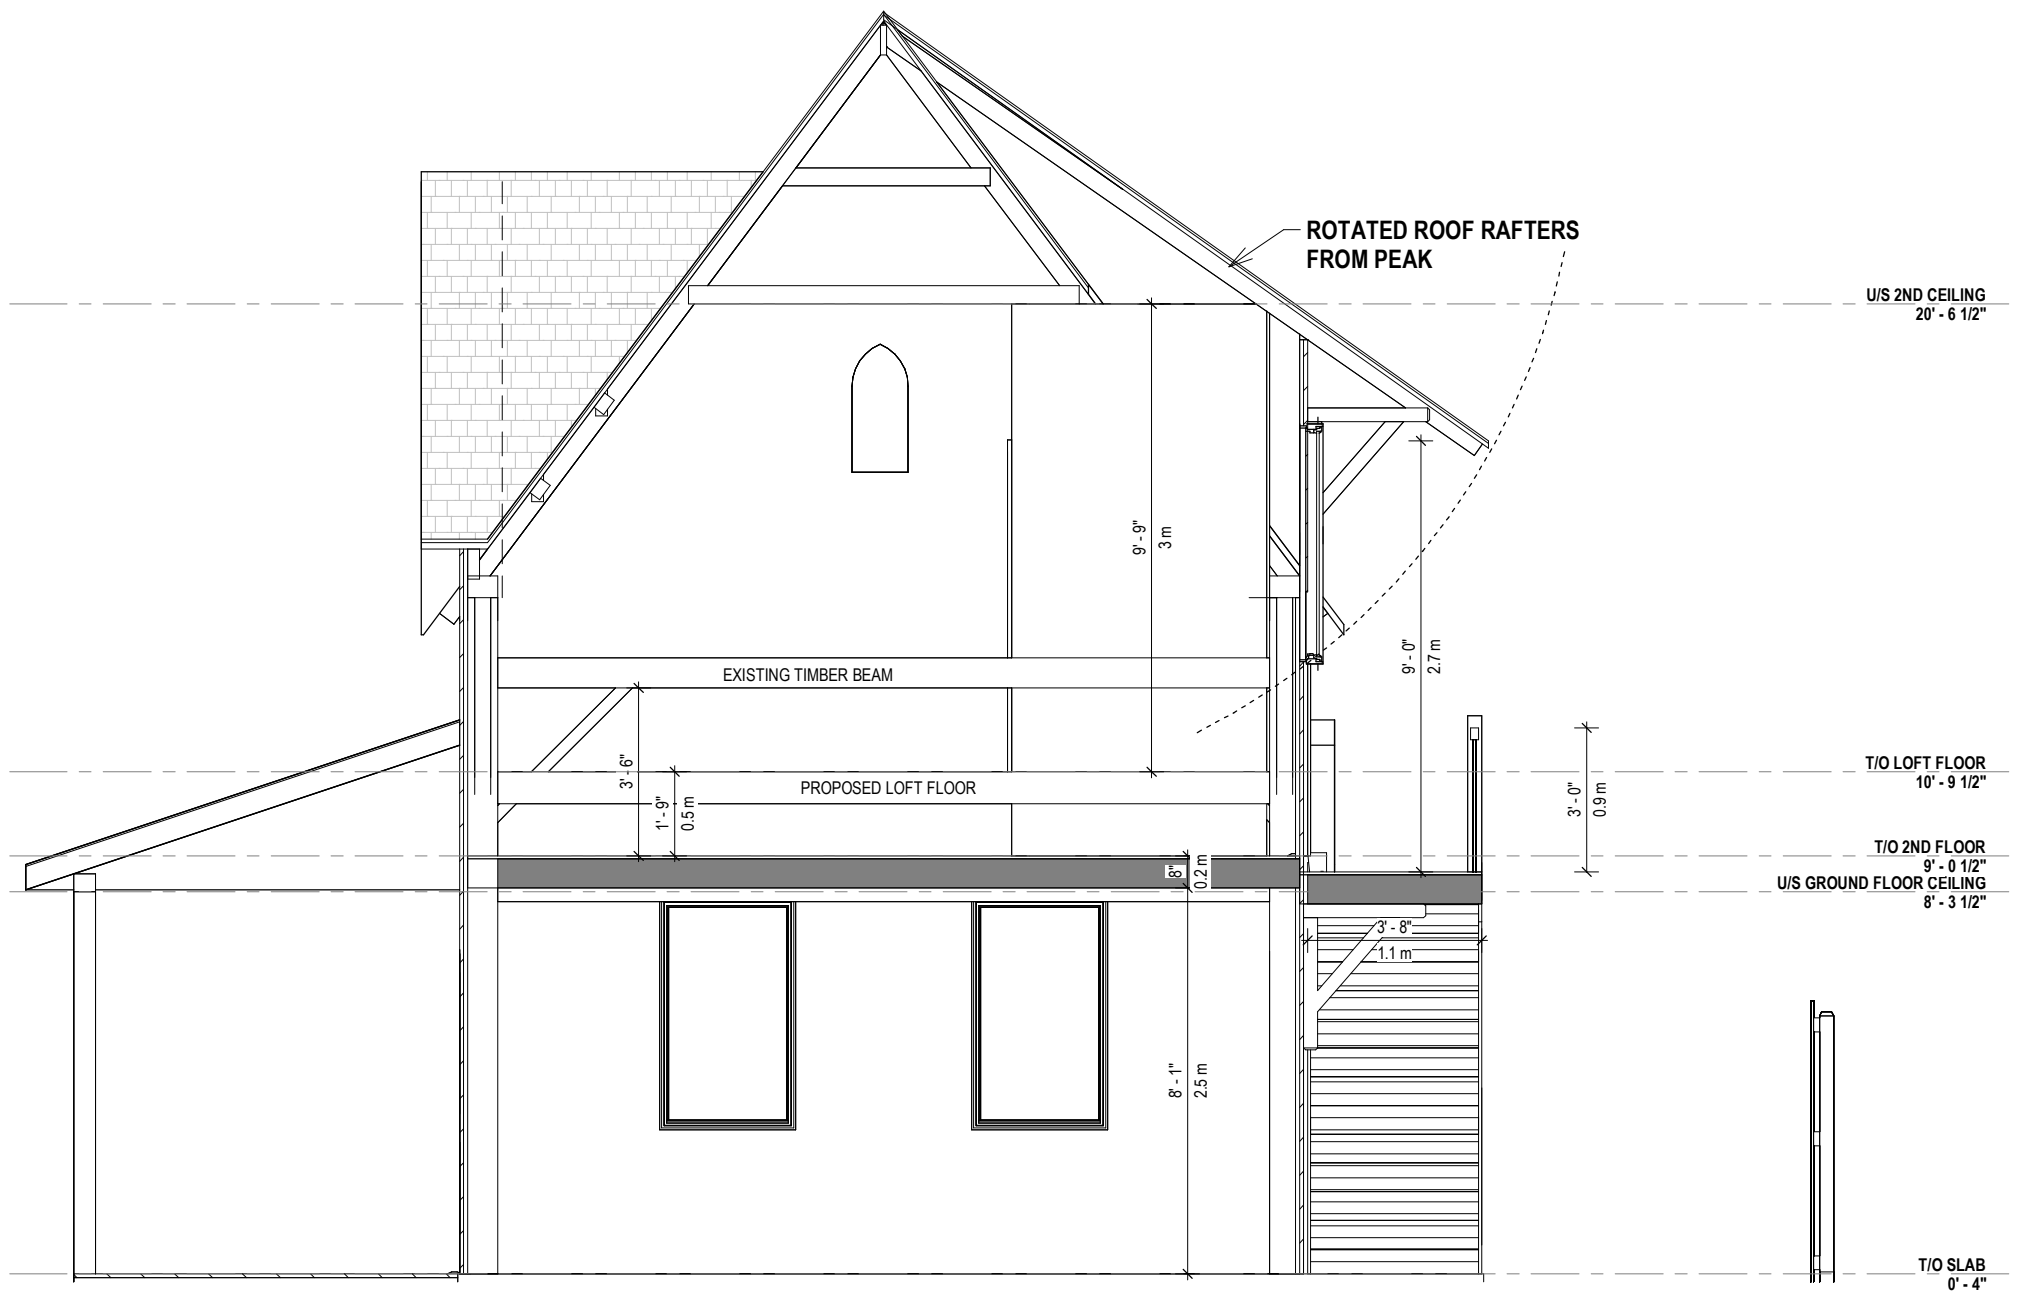 ROTATED ROOF RAFTERS
FROM PEAK
U/S 2ND CEILING
20' - 6 1/2"
9' - 9"
3 m
9' - 0"
2.7 m
EXISTING TIMBER BEAM
3' - 6"
1' - 9"
0.5 m
PROPOSED LOFT FLOOR
T/O LOFT FLOOR
10' - 9 1/2"
3' - 0"
0.9 m
8"
0.2 m
T/O 2ND FLOOR
9' - 0 1/2"
U/S GROUND FLOOR CEILING
8' - 3 1/2"
3' - 8"
1.1 m
8' - 1"
2.5 m
T/O SLAB
0' - 4"